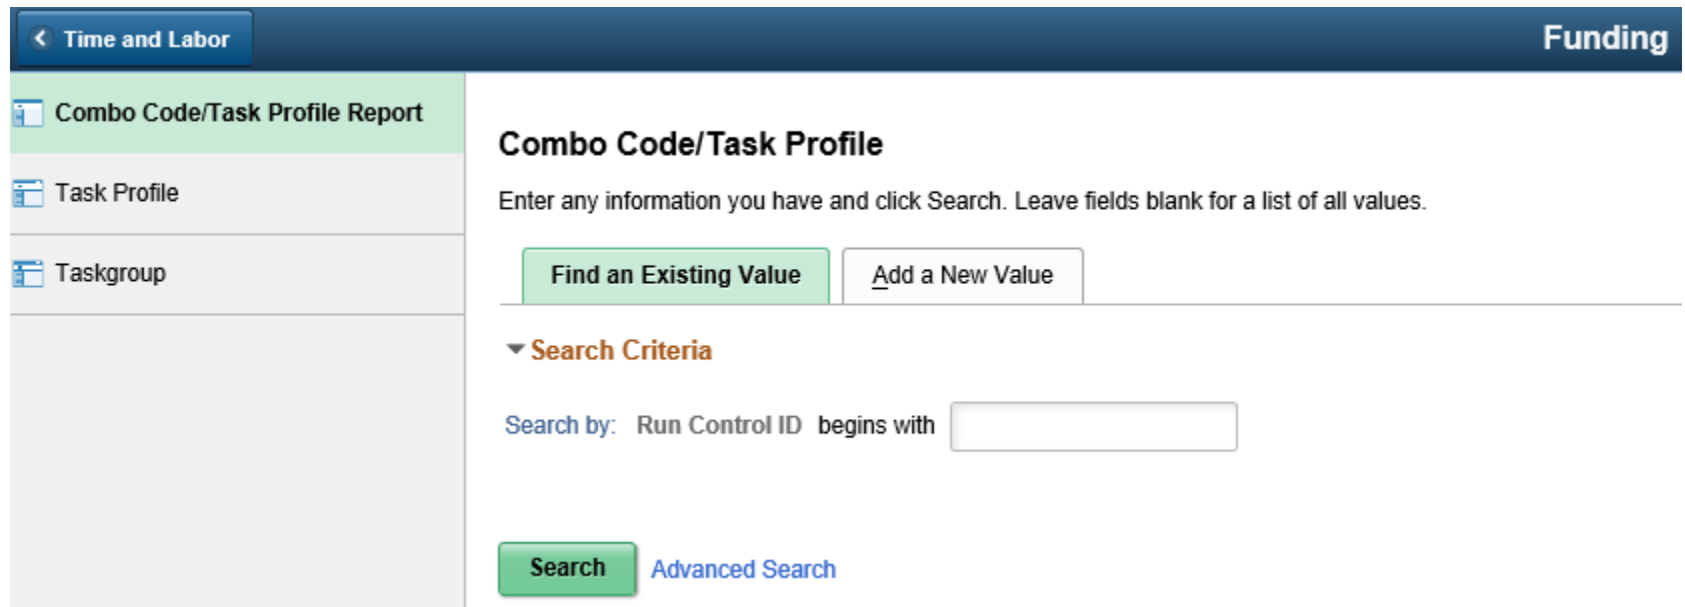 Time and Labor
Funding
Combo Code/Task Profile Report
Task Profile
Taskgroup
Combo Code/Task Profile
Enter any information you have and click Search. Leave fields blank for a list of all values.
Find an Existing Value
Add a New Value
Search Criteria
Search by: Run Control ID begins with
Search Advanced Search